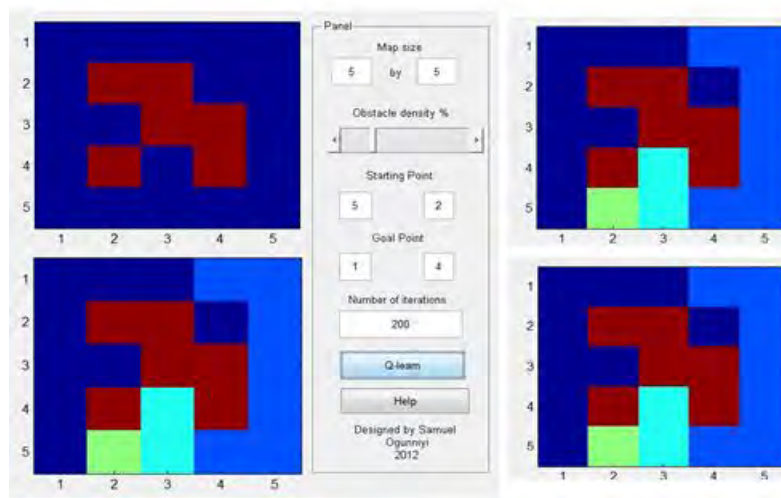 1
2
3
4
5
1 2 3 4 5
1
2
3
4
5
1 2 3 4 5
Panel
Map size
5 by 5
Obstacle density %
Starting Point
5 2
Goal Point
1 4
Number of iterations
200
Q-learn
Help
Designed by Samuel
Ogunniyi
2012
1
2
3
4
5
1 2 3 4 5
1
2
3
4
5
1 2 3 4 5